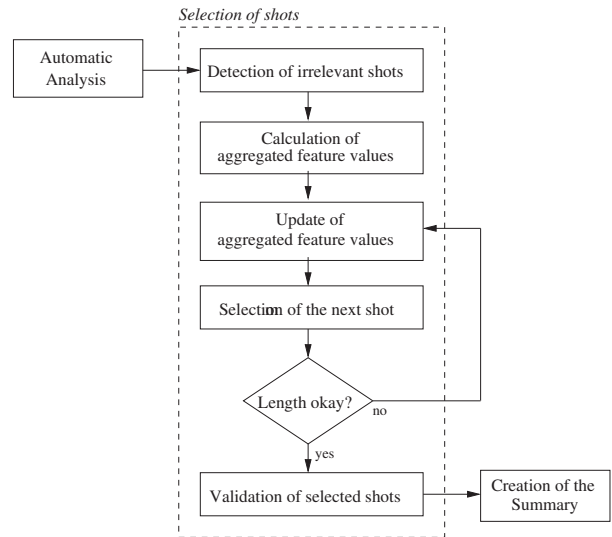 Selection of shots
Automatic
Analysis
Detection of irrelevant shots
Calculation of
aggregated feature values
Update of
aggregated feature values
Selection of the next shot
Length okay?
no
yes
Validation of selected shots
Creation of the
Summary